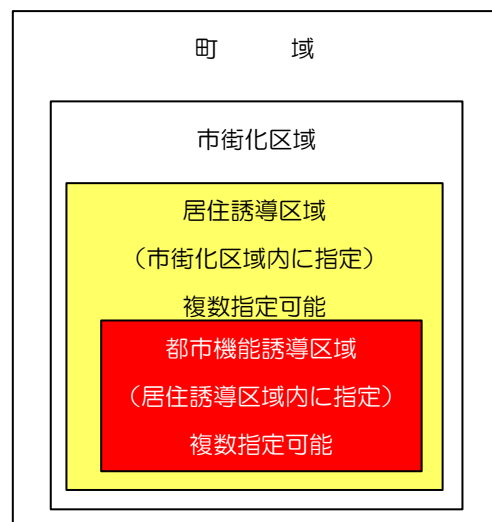 町　　域
市街化区域
居住誘導区域
（市街化区域内に指定）
複数指定可能
都市機能誘導区域
（居住誘導区域内に指定）
複数指定可能